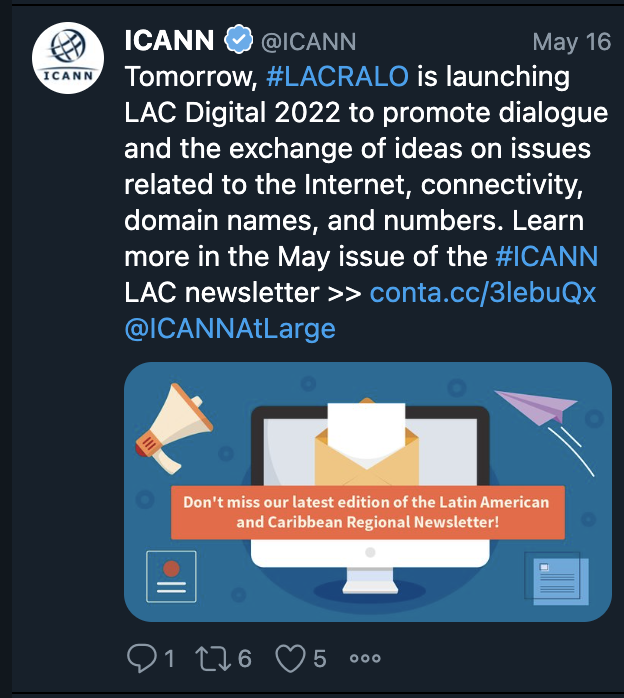 ICANN
ICANN @ICANN May 16
Tomorrow, #LACRALO is launching
LAC Digital 2022 to promote dialogue
and the exchange of ideas on issues
related to the Internet, connectivity,
domain names, and numbers. Learn
more in the May issue of the #ICANN
LAC newsletter >> conta.cc/3lebuQx
@ICANNAtLarge
Don't miss our latest edition of the Latin American
and Caribbean Regional Newsletter!
1 6 5